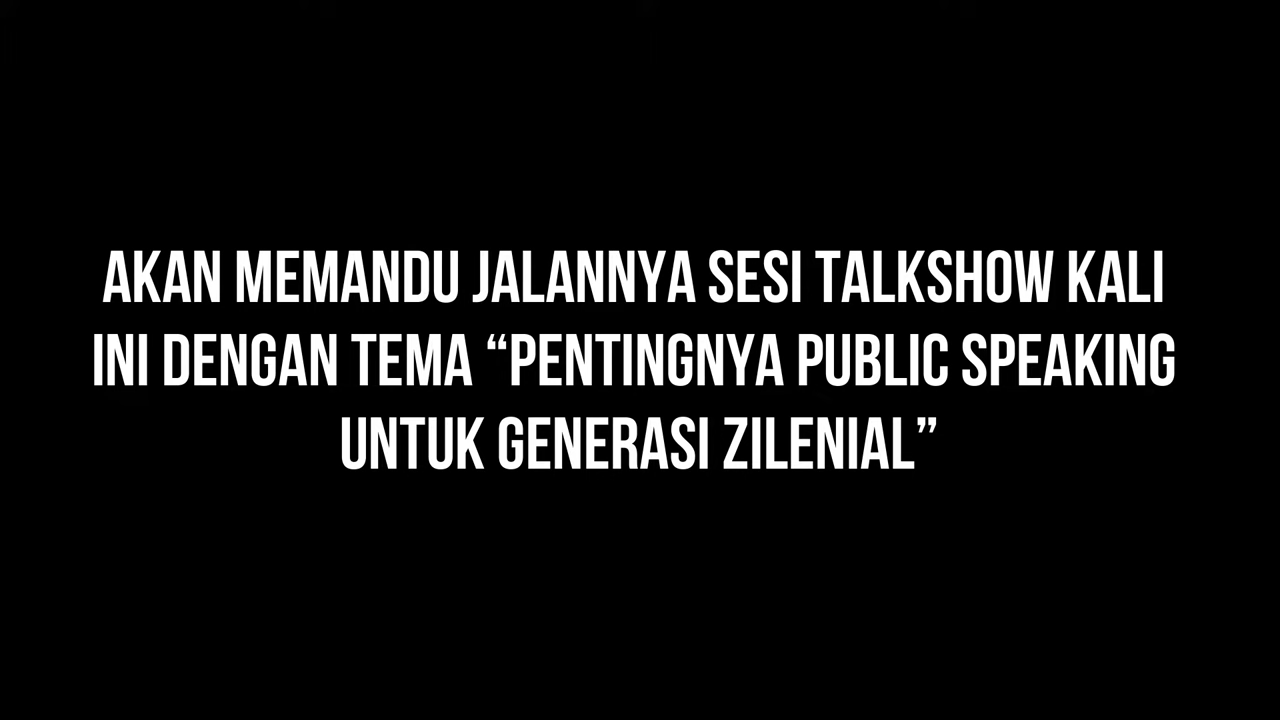 AKAN MEMANDU JALANNYA SESI TALKSHOW KALI
INI DENGAN TEMA “PENTINGNYA PUBLIC SPEAKING
UNTUK GENERASI ZILENIAL”